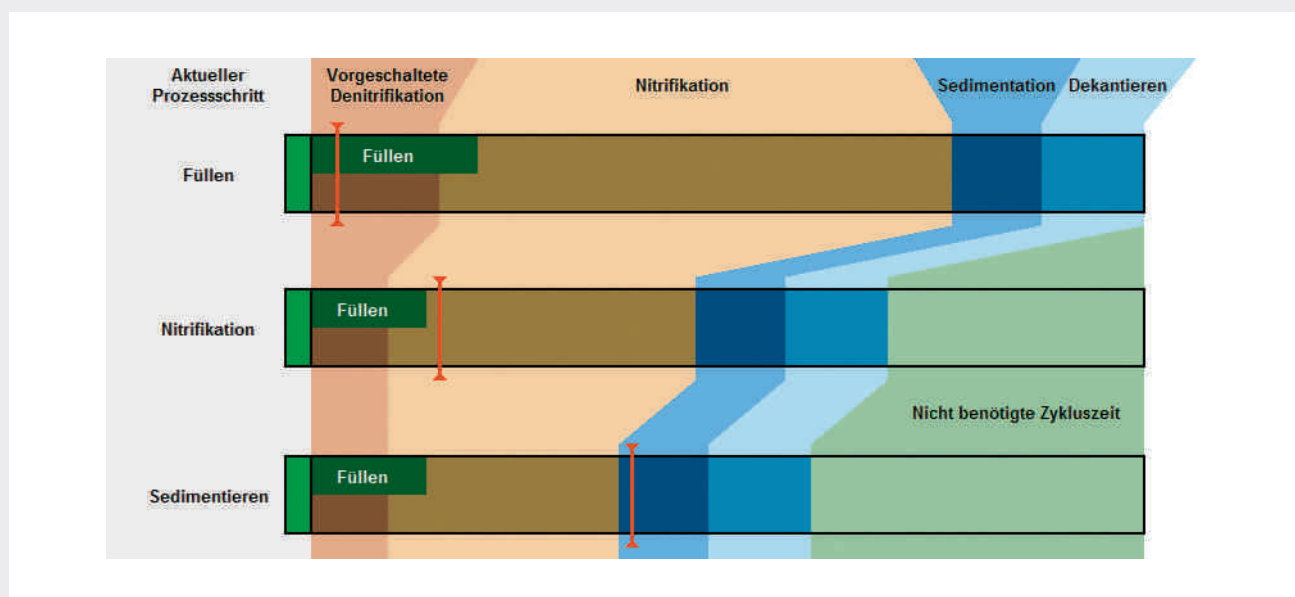 Aktueller
Prozessschritt
Vorgeschaltete
Denitrifikation
Nitrifikation
Sedimentation
Dekantieren
Füllen
Füllen
Nitrifikation
Füllen
Nicht benötigte Zykluszeit
Sedimentieren
Füllen